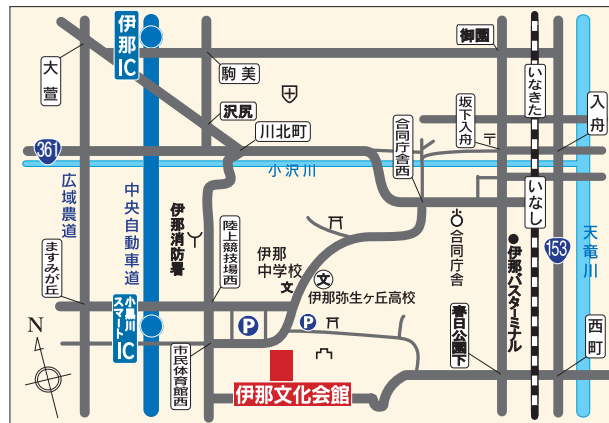 伊那IC
御園
大萱
駒美
いなきた
沢尻
坂下入舟
入舟
川北町
合同庁舎西
〒
361
小沢川
いなし
広域農道
中央自動車道
伊那消防署
陸上競技場西
合同庁舎
153
天竜川
ますみが丘
伊那
中学校
文
文
伊那弥生ヶ丘高校
伊那バスターミナル
小黒川
スマート
IC
P
P
春日公園下
西町
N
市民体育館西
伊那文化会館